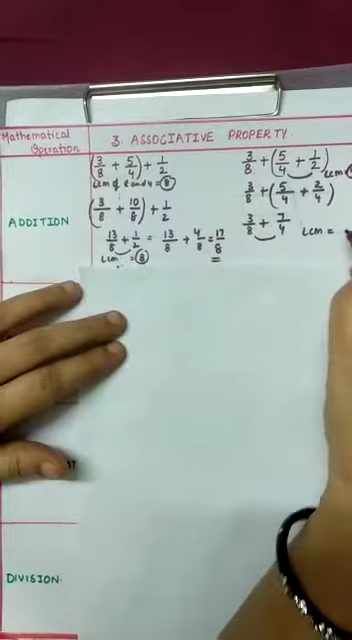 Mathematical Operation
3. ASSOCIATIVE PROPERTY
ADDITION
(3/8 + 5/4) + 1/2
Lcm of 8 and 4 = 8
(3/8 + 10/8) + 1/2
13/8 + 1/2 = 13/8 + 4/8 = 17/8
Lcm = 8
3/8 + (5/4 + 1/2) Lcm =
3/8 + (5/4 + 2/4)
3/8 + 7/4 Lcm =
DIVISION